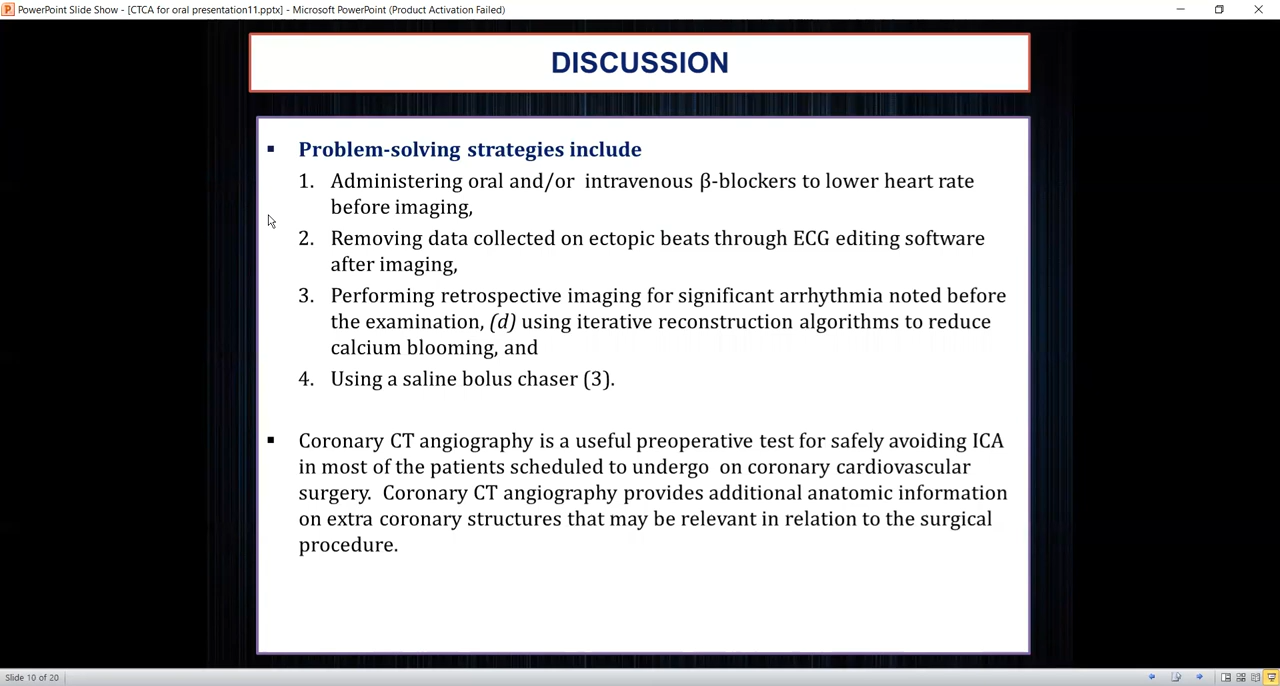 PowerPoint Slide Show - [CTCA for oral presentation11.pptx] - Microsoft PowerPoint (Product Activation Failed)
DISCUSSION
▪ Problem-solving strategies include
1. Administering oral and/or intravenous β-blockers to lower heart rate
before imaging,
2. Removing data collected on ectopic beats through ECG editing software
after imaging,
3. Performing retrospective imaging for significant arrhythmia noted before
the examination, (d) using iterative reconstruction algorithms to reduce
calcium blooming, and
4. Using a saline bolus chaser (3).
▪ Coronary CT angiography is a useful preoperative test for safely avoiding ICA
in most of the patients scheduled to undergo on coronary cardiovascular
surgery. Coronary CT angiography provides additional anatomic information
on extra coronary structures that may be relevant in relation to the surgical
procedure.
Slide 10 of 20